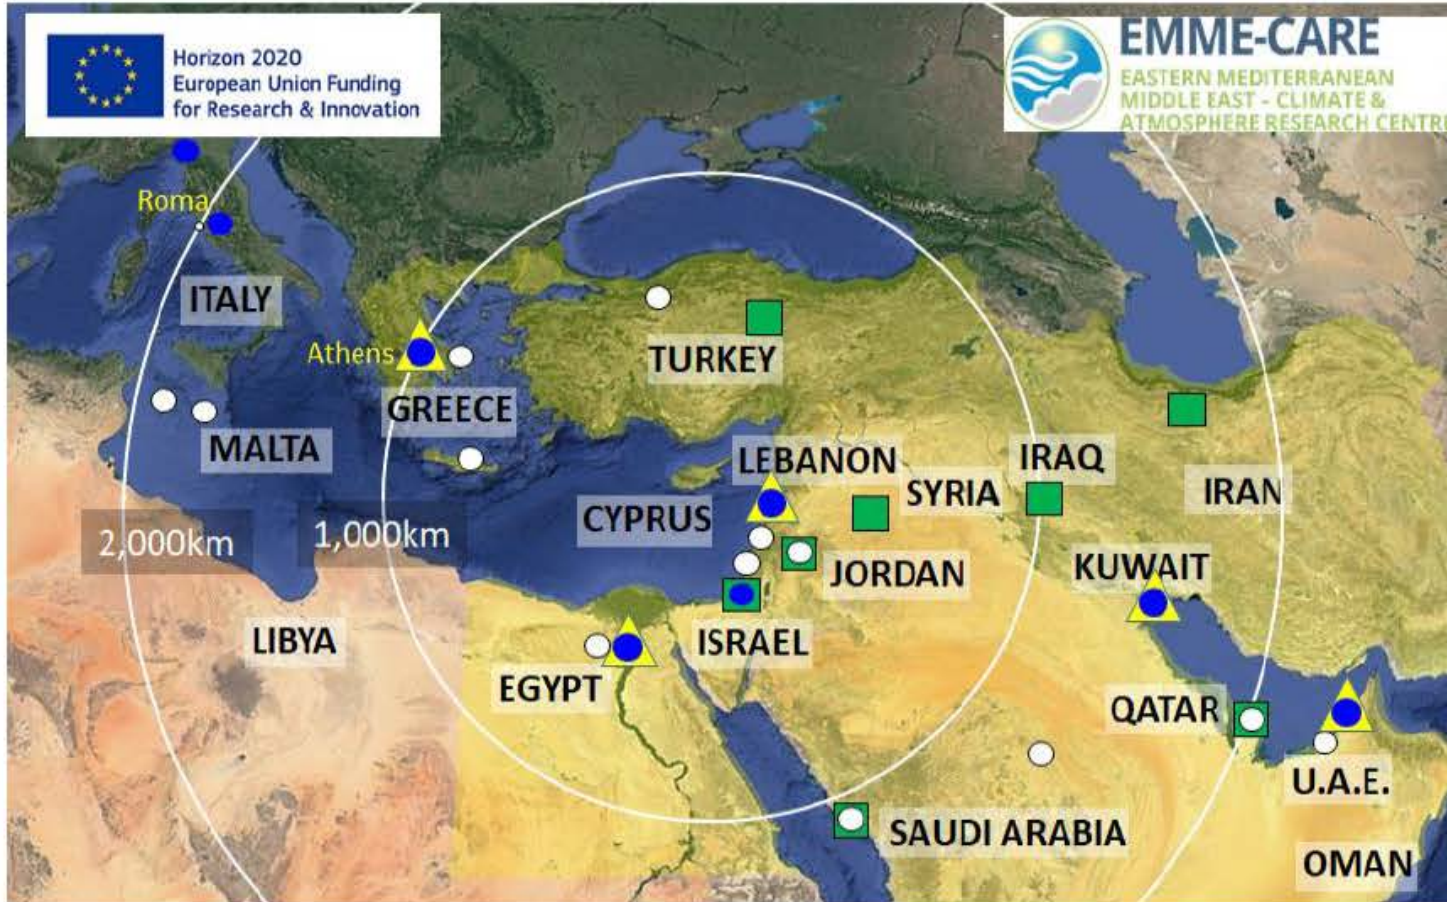 Horizon 2020
European Union Funding
for Research & Innovation
EMME-CARE
EASTERN MEDITERRANEAN
MIDDLE EAST - CLIMATE &
ATMOSPHERE RESEARCH CENTR
Roma
ITALY
Athens
TURKEY
GREECE
MALTA
LEBANON
IRAQ
SYRIA
IRAN
CYPRUS
2,000km
1,000km
JORDAN
KUWAIT
LIBYA
ISRAEL
EGYPT
QATAR
U.A.E.
SAUDI ARABIA
OMAN